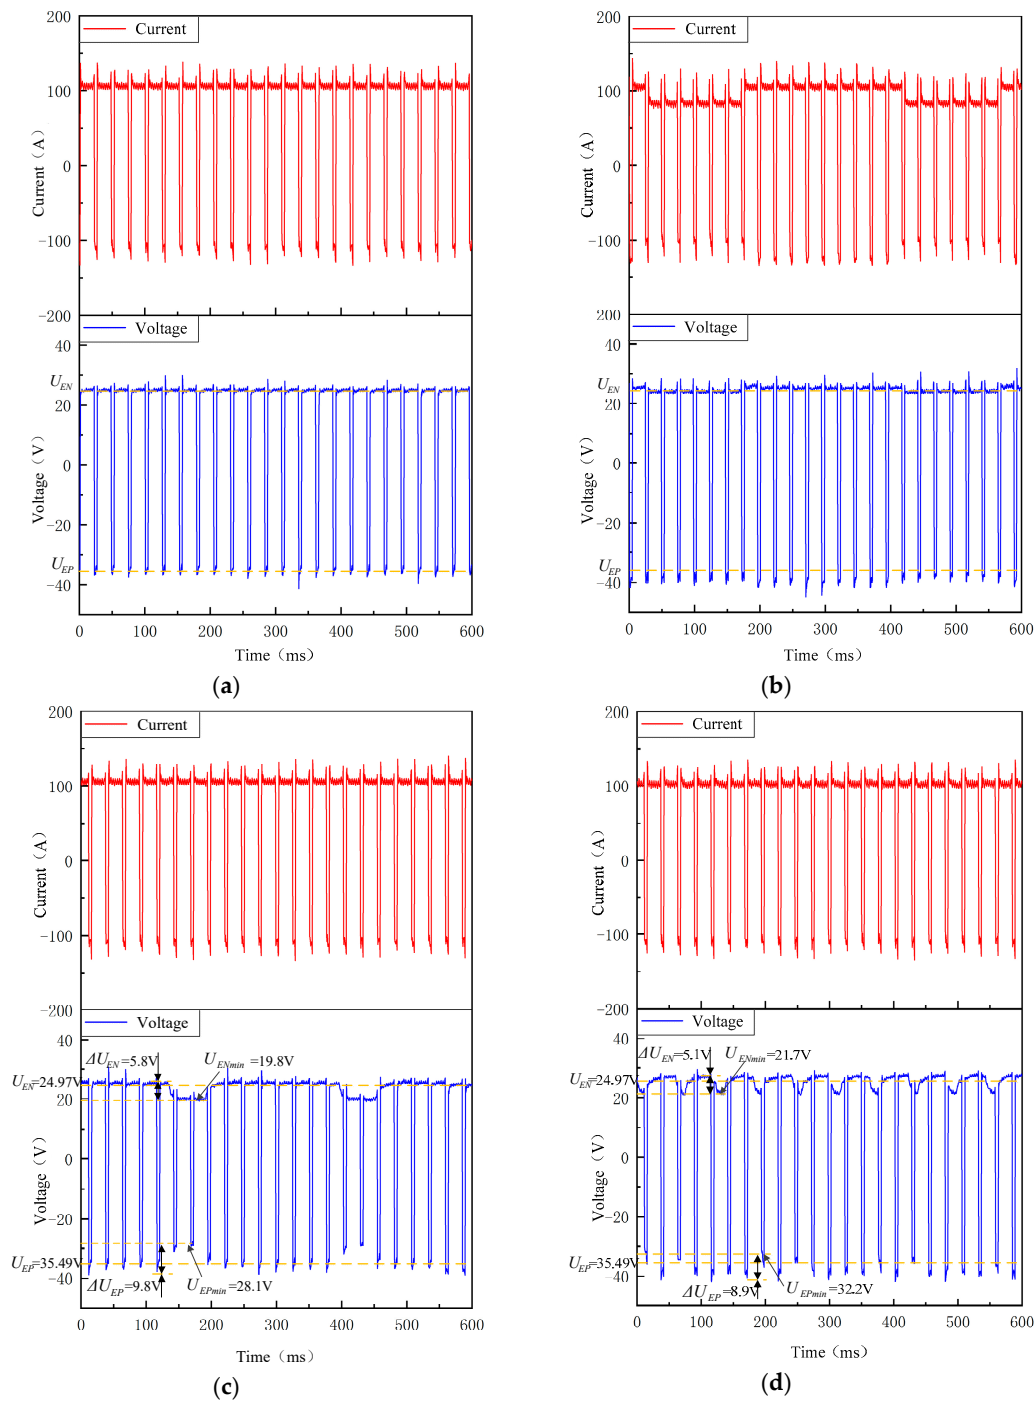 200
Current
100
0
−100
−200
Current（A）
Voltage
40
U_EN
20
0
−20
U_EP
−40
Voltage（V）
0 100 200 300 400 500 600
Time（ms）
(a)
200
Current
100
0
−100
200
Current（A）
Voltage
40
U_EN
20
0
−20
U_EP
−40
Voltage（V）
0 100 200 300 400 500 600
Time（ms）
(b)
200
Current
100
0
−100
−200
Current（A）
Voltage
40
ΔU_EN=5.8V
U_ENmin=19.8V
U_EN=24.97V
20
0
−20
U_EP=35.49V
−40
ΔU_EP=9.8V
U_EPmin=28.1V
Voltage（V）
0 100 200 300 400 500 600
Time（ms）
(c)
200
Current
100
0
−100
−200
Current（A）
Voltage
40
ΔU_EN=5.1V
U_ENmin=21.7V
U_EN=24.97V
20
0
−20
U_EP=35.49V
−40
ΔU_EP=8.9V
U_EPmin=32.2V
Voltage（V）
0 100 200 300 400 500 600
Time（ms）
(d)